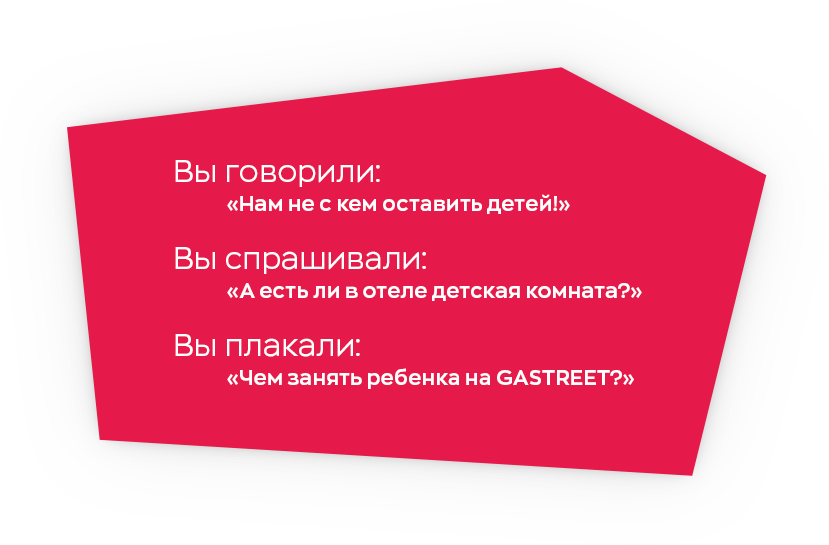 Вы говорили:
«Нам не с кем оставить детей!»
Вы спрашивали:
«А есть ли в отеле детская комната?»
Вы плакали:
«Чем занять ребенка на GASTREET?»